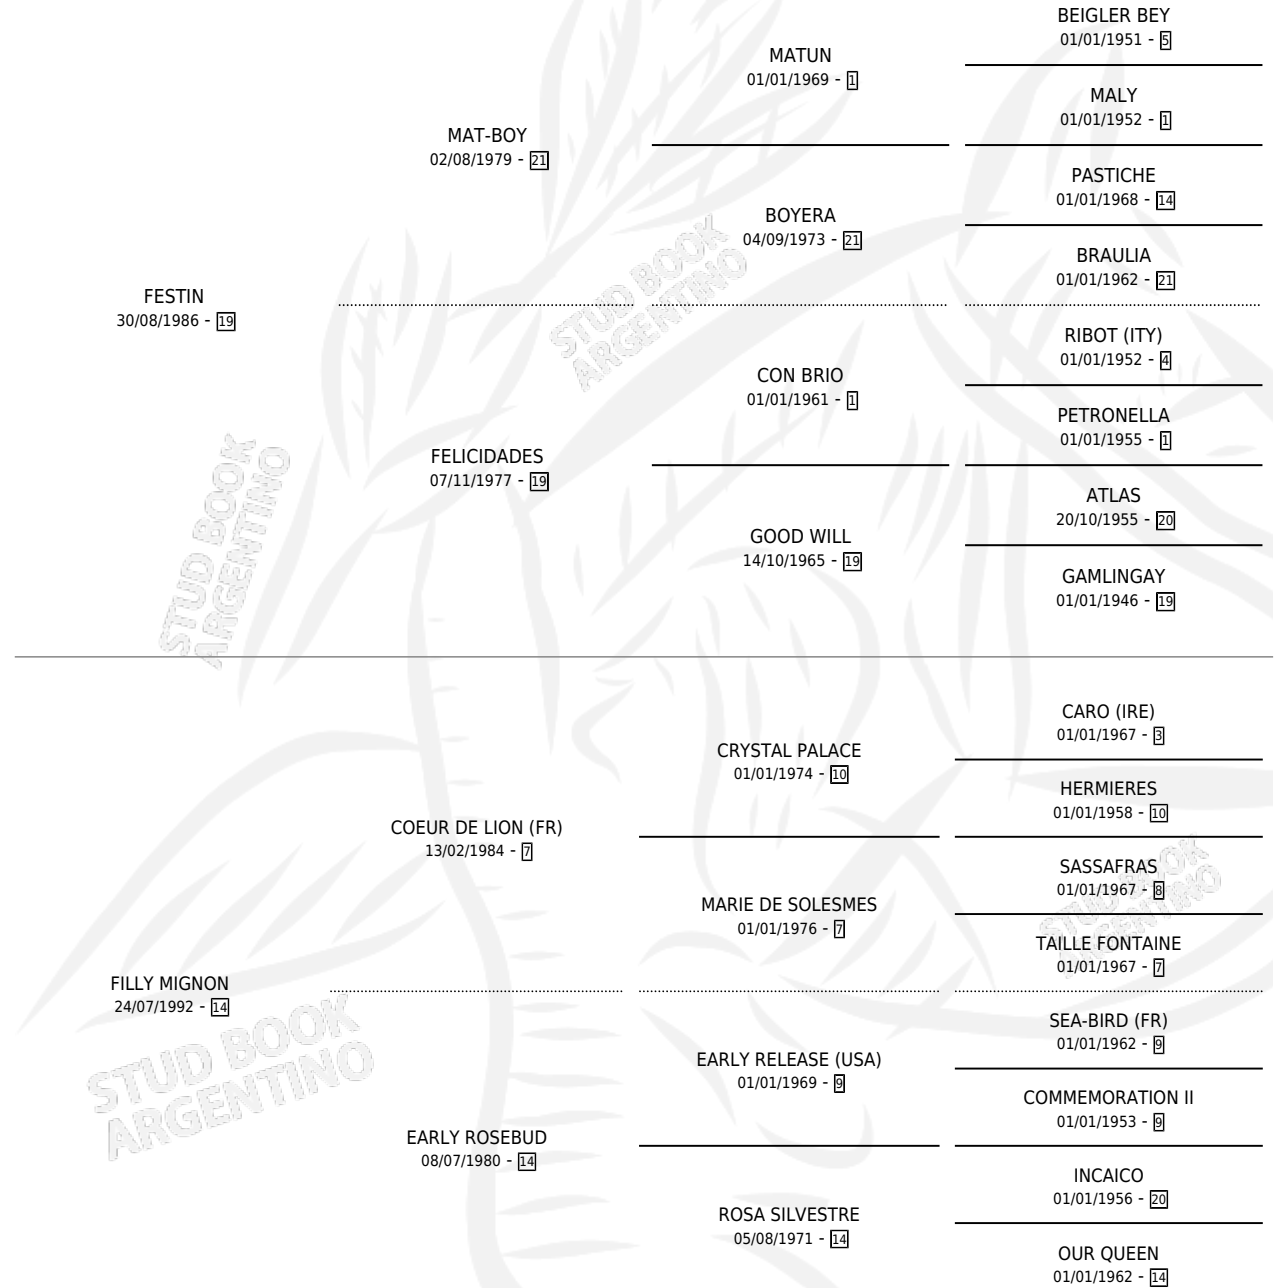 BEIGLER BEY
01/01/1951 - 5
MATUN
01/01/1969 - 1
MALY
01/01/1952 - 1
MAT-BOY
02/08/1979 - 21
PASTICHE
01/01/1968 - 14
BOYERA
04/09/1973 - 21
BRAULIA
01/01/1962 - 21
FESTIN
30/08/1986 - 19
STUD BOOK
ARGENTINO
RIBOT (ITY)
01/01/1952 - 4
CON BRIO
01/01/1961 - 1
PETRONELLA
01/01/1955 - 1
FELICIDADES
07/11/1977 - 19
ATLAS
20/10/1955 - 20
GOOD WILL
14/10/1965 - 19
GAMLINGAY
01/01/1946 - 19
STUD BOOK
ARGENTINO
CARO (IRE)
01/01/1967 - 3
CRYSTAL PALACE
01/01/1974 - 10
HERMIERES
01/01/1958 - 10
COEUR DE LION (FR)
13/02/1984 - 7
SASSAFRAS
01/01/1967 - 8
MARIE DE SOLESMES
01/01/1976 - 7
STUD BOOK
ARGENTINO
TAILLE FONTAINE
01/01/1967 - 7
FILLY MIGNON
24/07/1992 - 14
SEA-BIRD (FR)
01/01/1962 - 9
EARLY RELEASE (USA)
01/01/1969 - 9
STUD BOOK
ARGENTINO
COMMEMORATION II
01/01/1953 - 9
EARLY ROSEBUD
08/07/1980 - 14
INCAICO
01/01/1956 - 20
ROSA SILVESTRE
05/08/1971 - 14
OUR QUEEN
01/01/1962 - 14